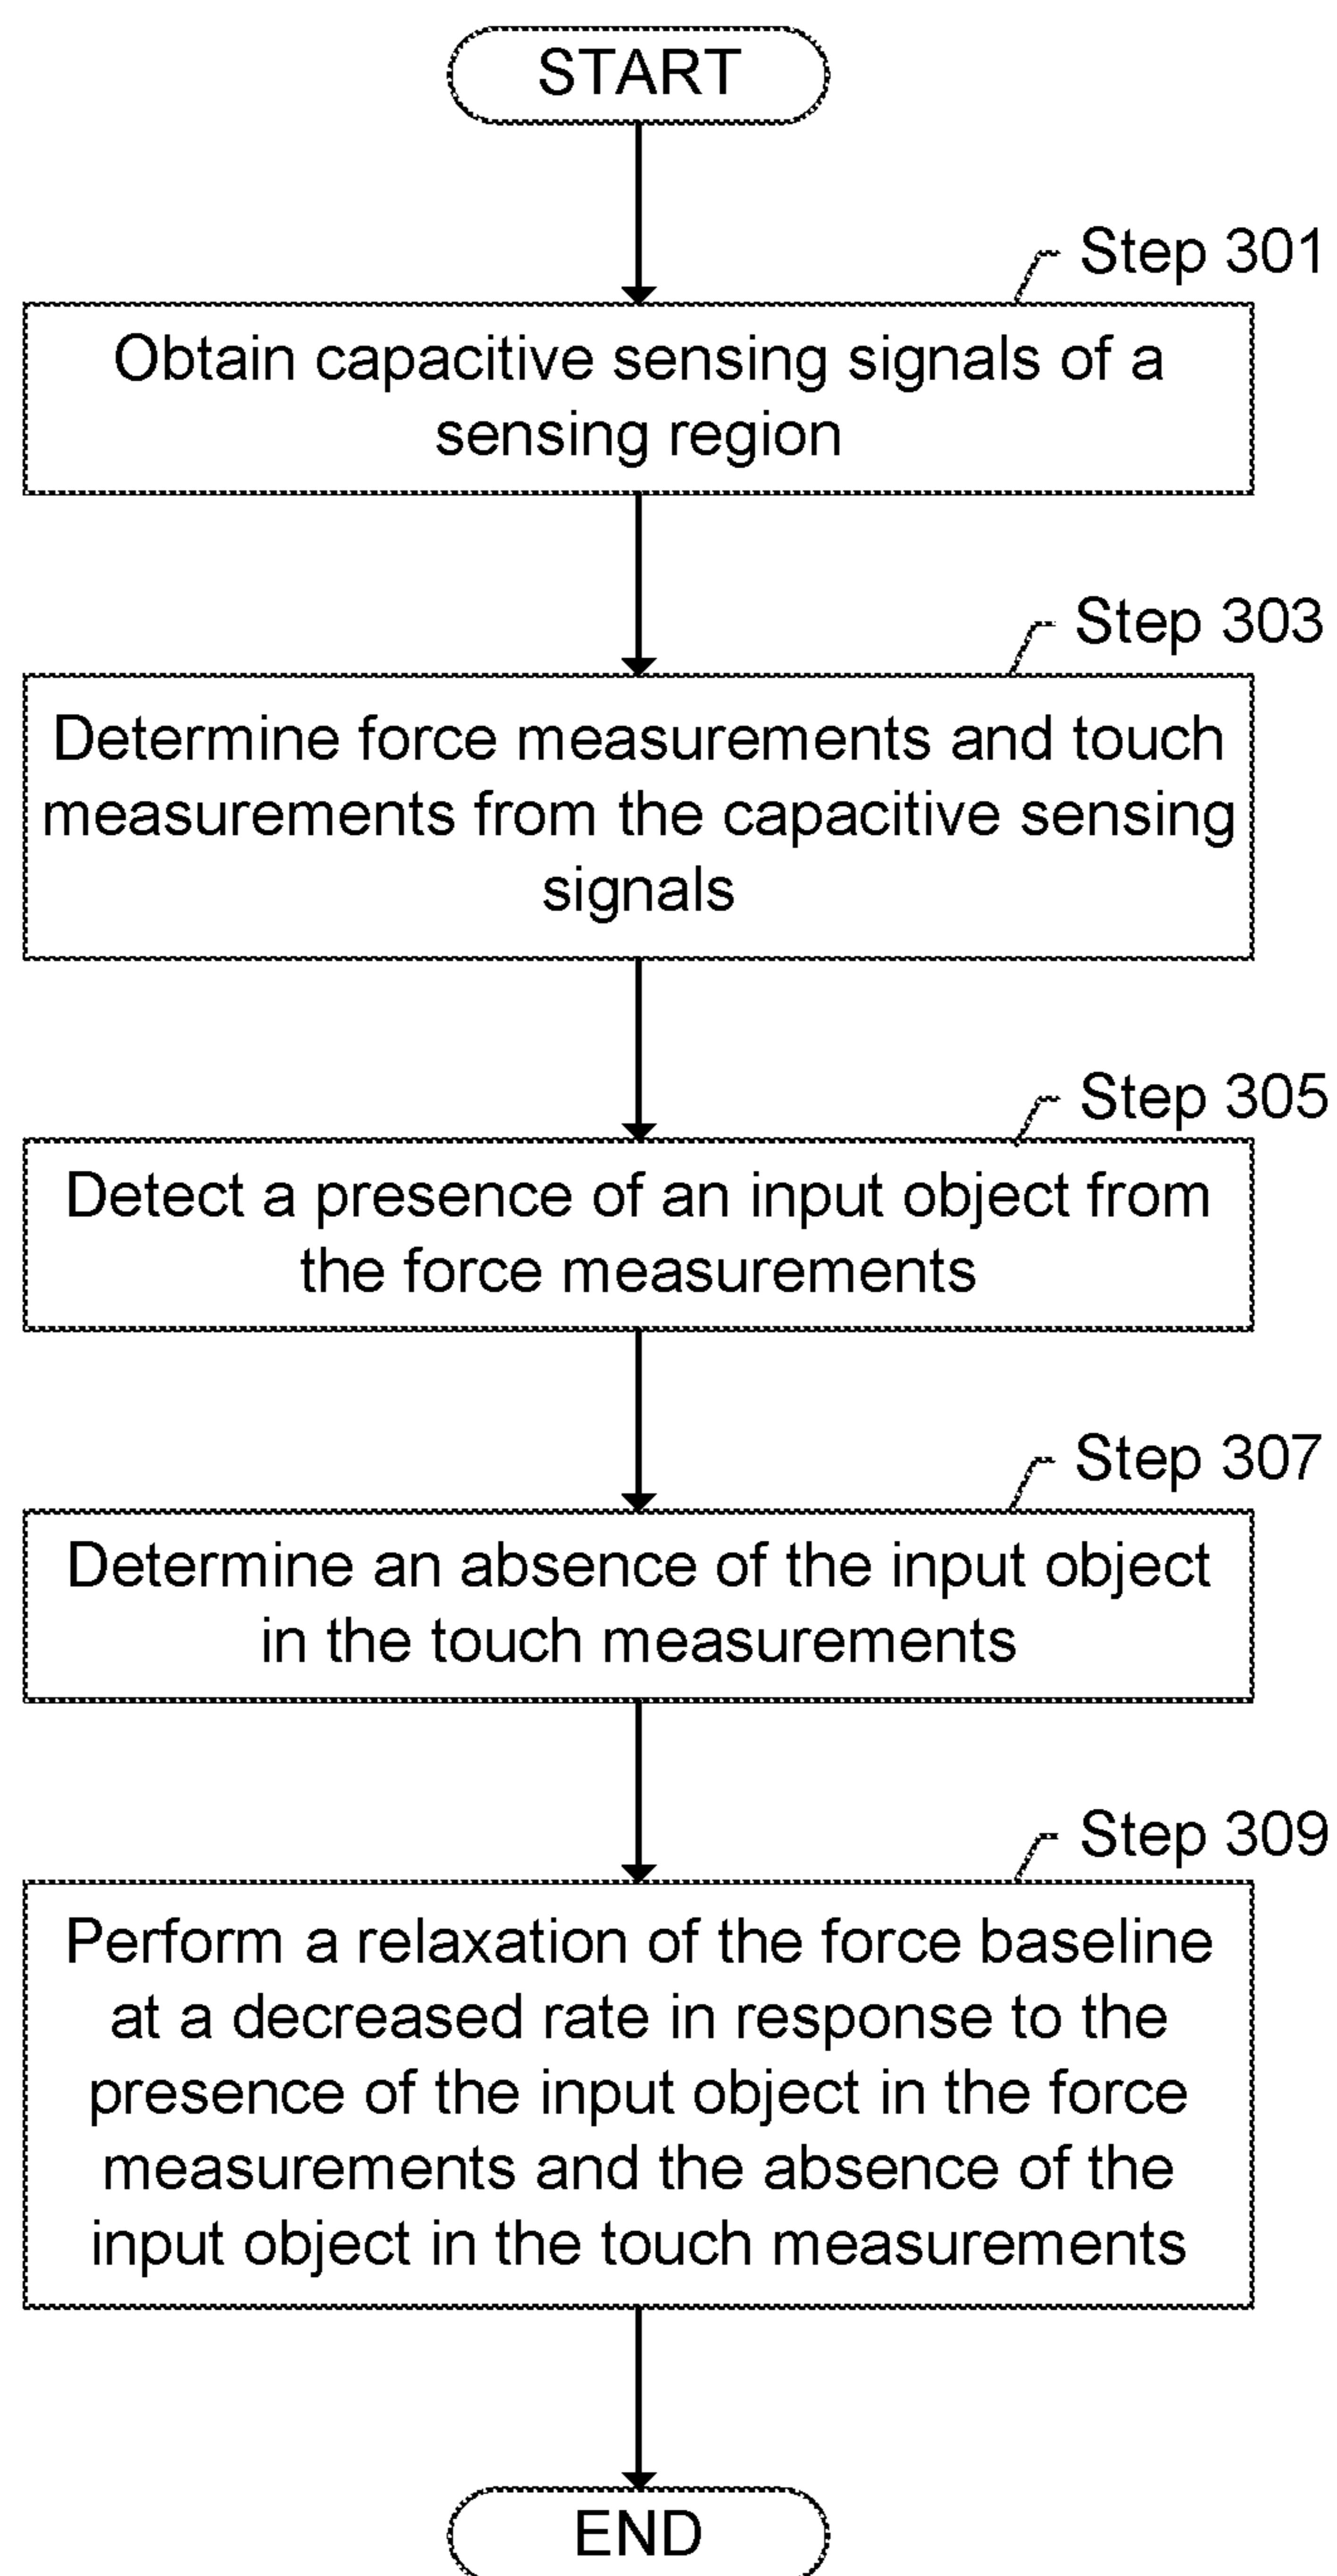 START
Step 301
Obtain capacitive sensing signals of a
sensing region
Step 303
Determine force measurements and touch
measurements from the capacitive sensing
signals
Step 305
Detect a presence of an input object from
the force measurements
Step 307
Determine an absence of the input object
in the touch measurements
Step 309
Perform a relaxation of the force baseline
at a decreased rate in response to the
presence of the input object in the force
measurements and the absence of the
input object in the touch measurements
END